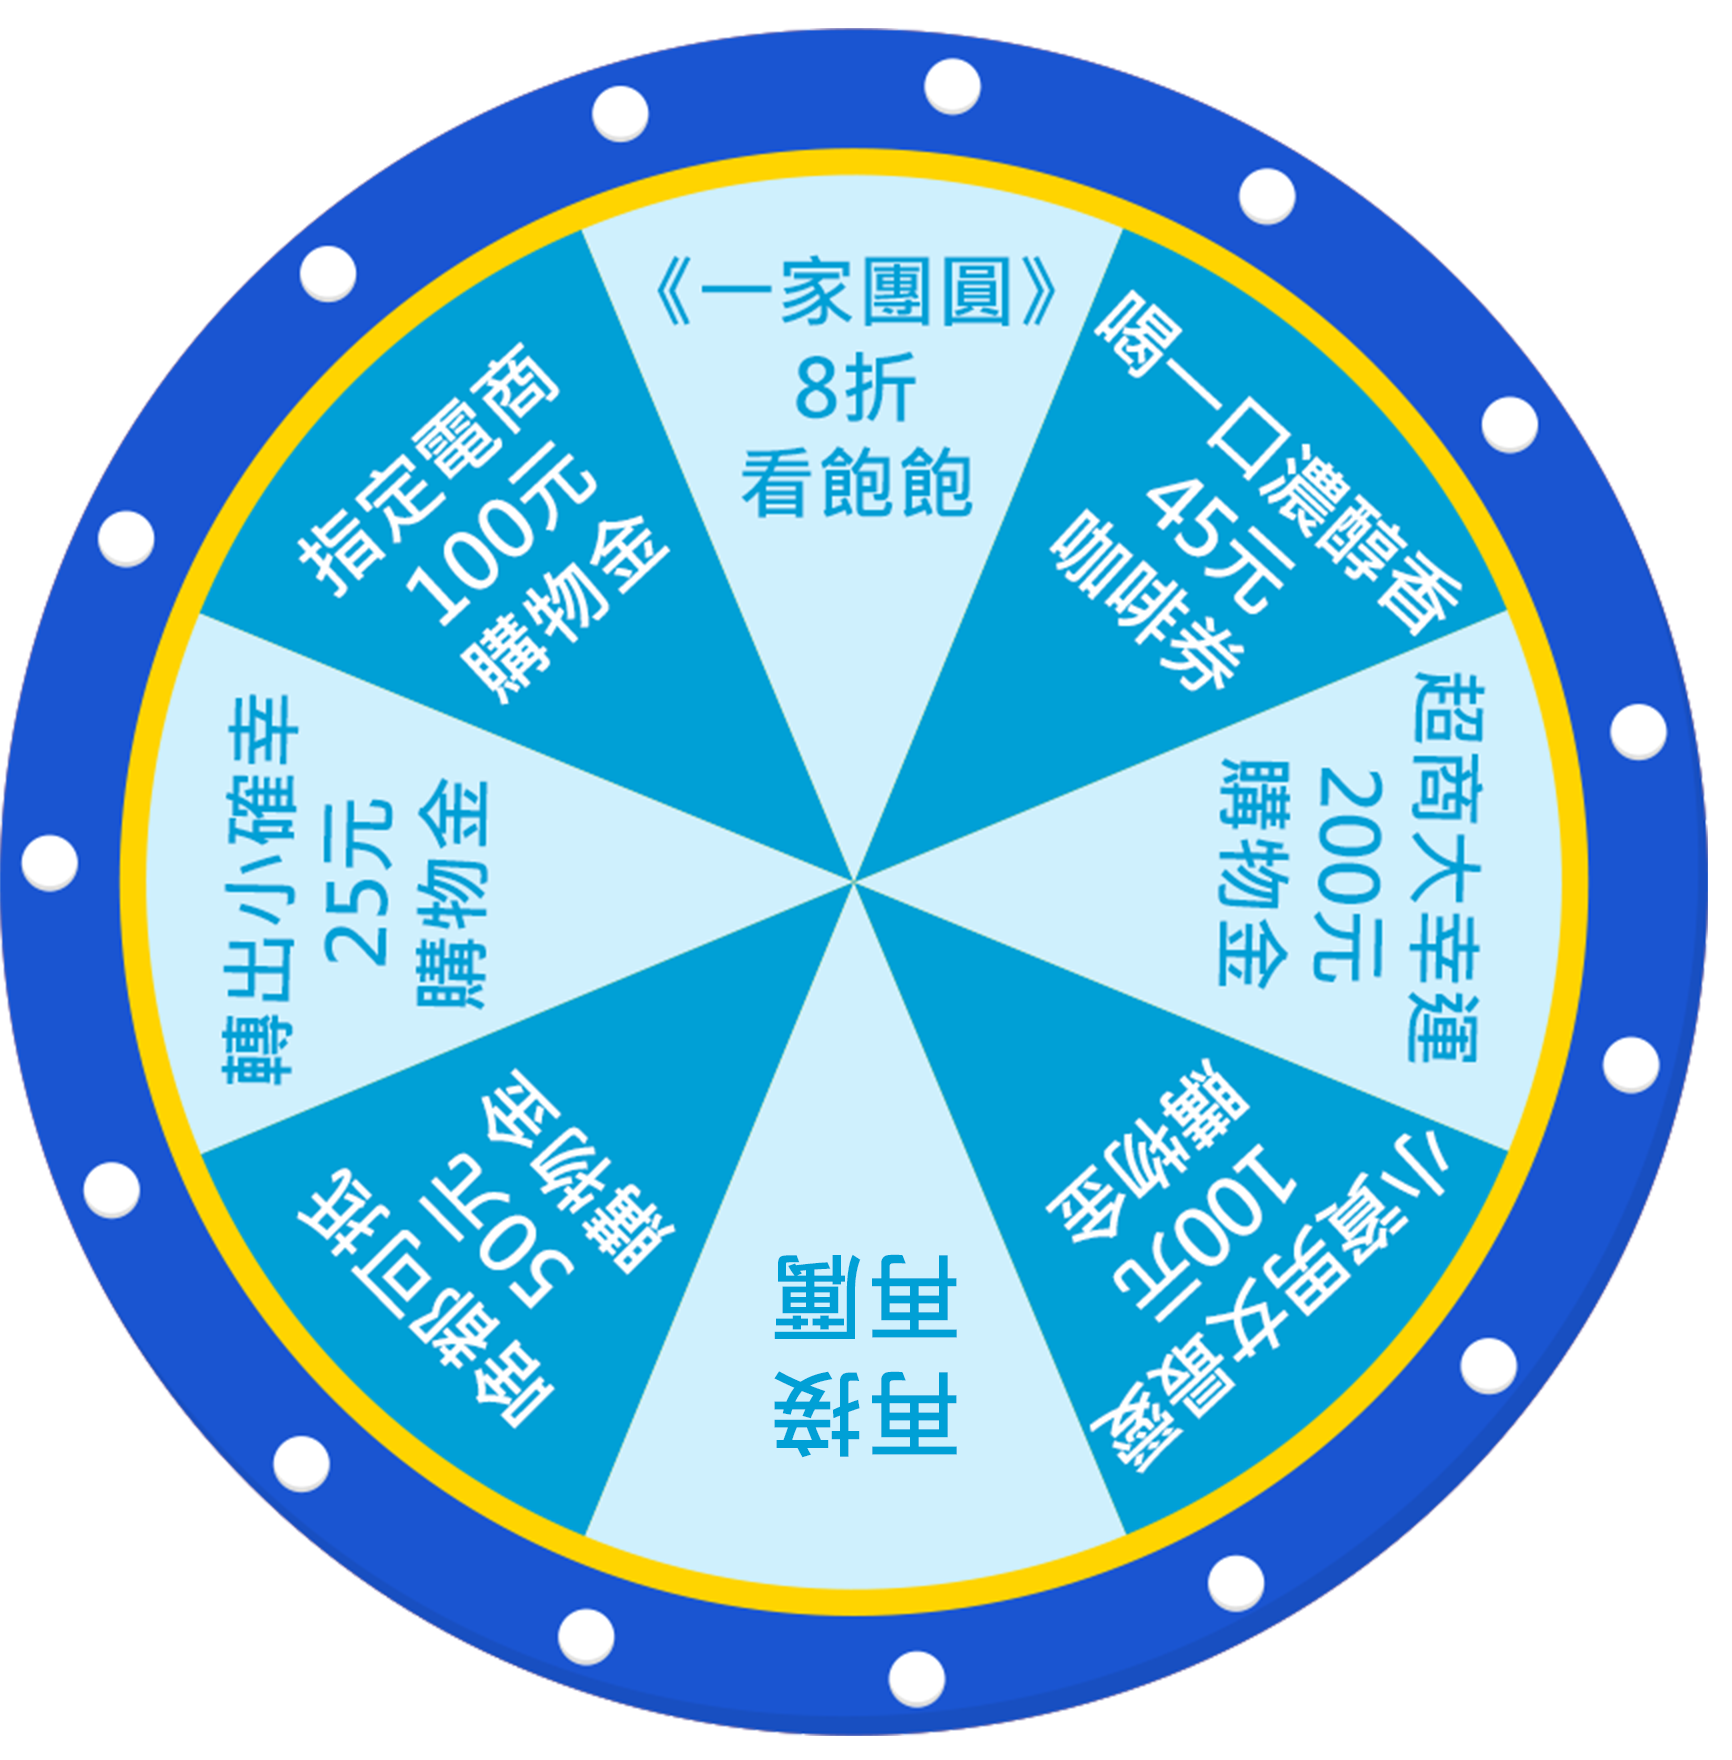 《一家團圓》
8折
看飽飽
喝一口濃醇香
45元
咖啡券
超商大幸運
200元
購物金
小資男女最愛
100元
購物金
再接
再厲
啥都可抵
50元
購物金
轉出小確幸
25元
購物金
指定電商
100元
購物金